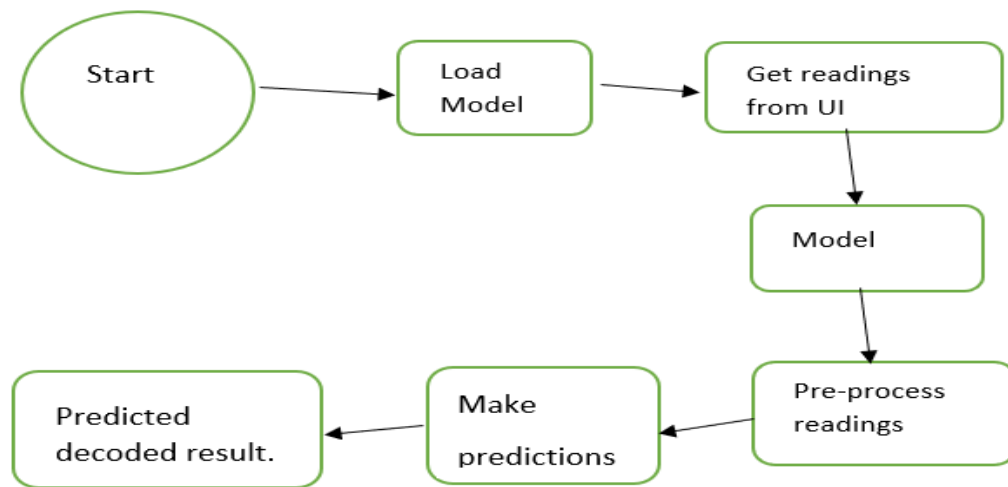 Start
Load
Model
Get readings
from UI
Model
Pre-process
readings
Make
predictions
Predicted
decoded result.